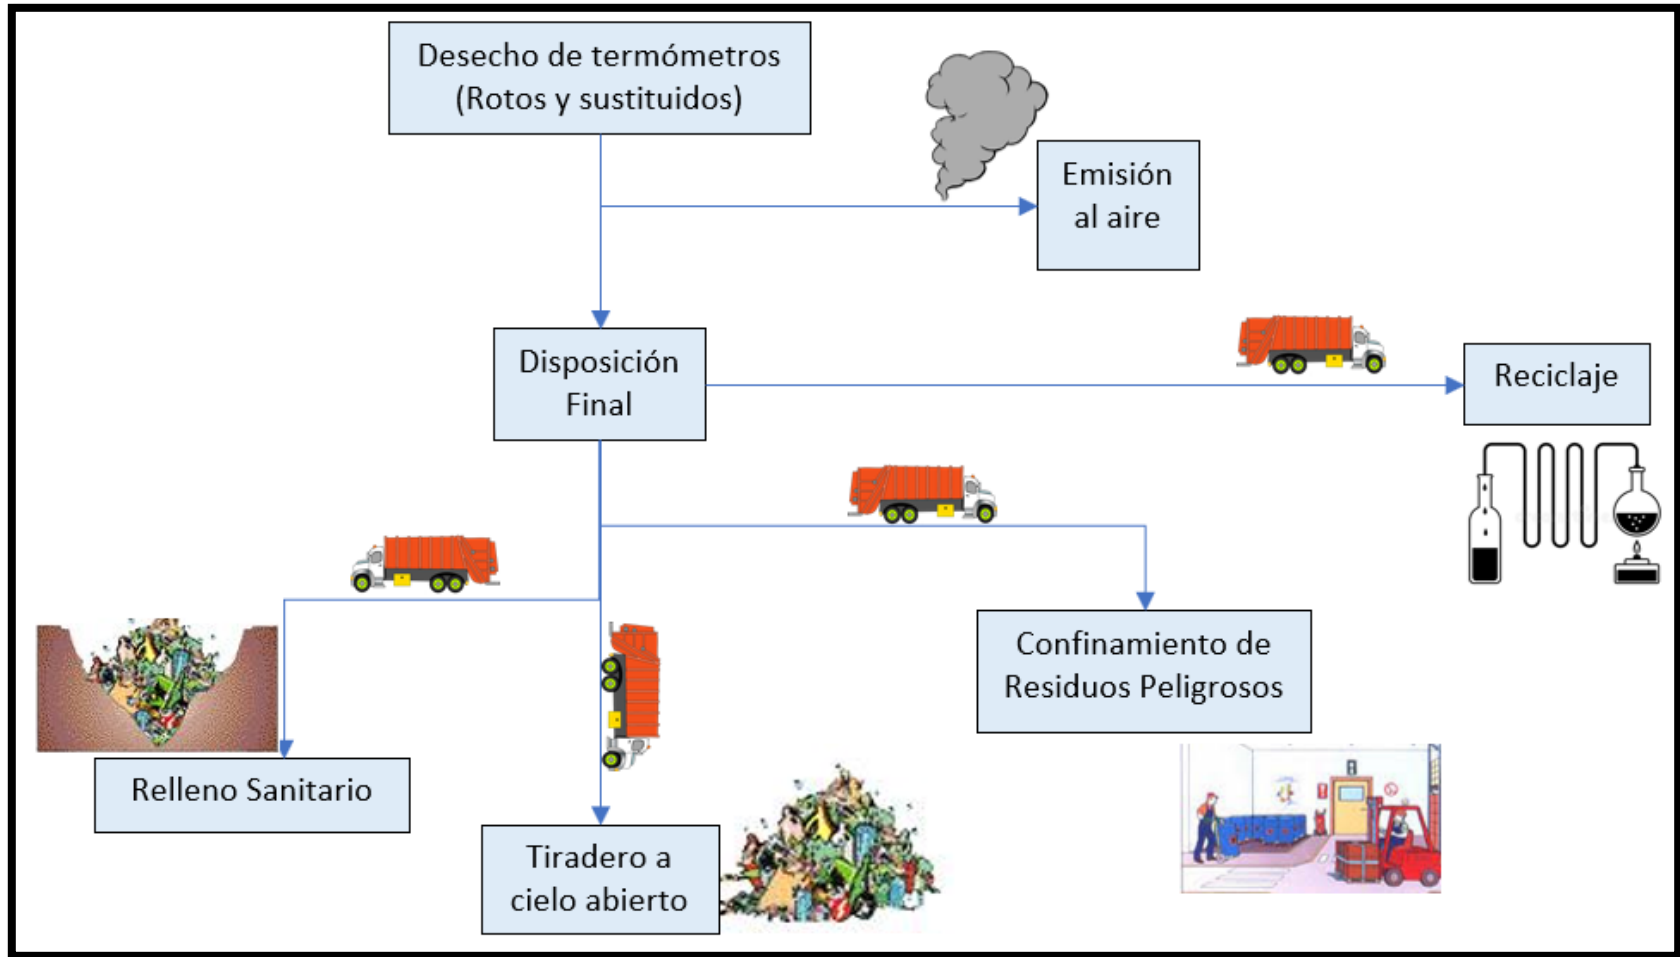 Desecho de termómetros
(Rotos y sustituidos)
Emisión
al aire
Disposición
Final
Reciclaje
Confinamiento de
Residuos Peligrosos
Relleno Sanitario
Tiradero a
cielo abierto